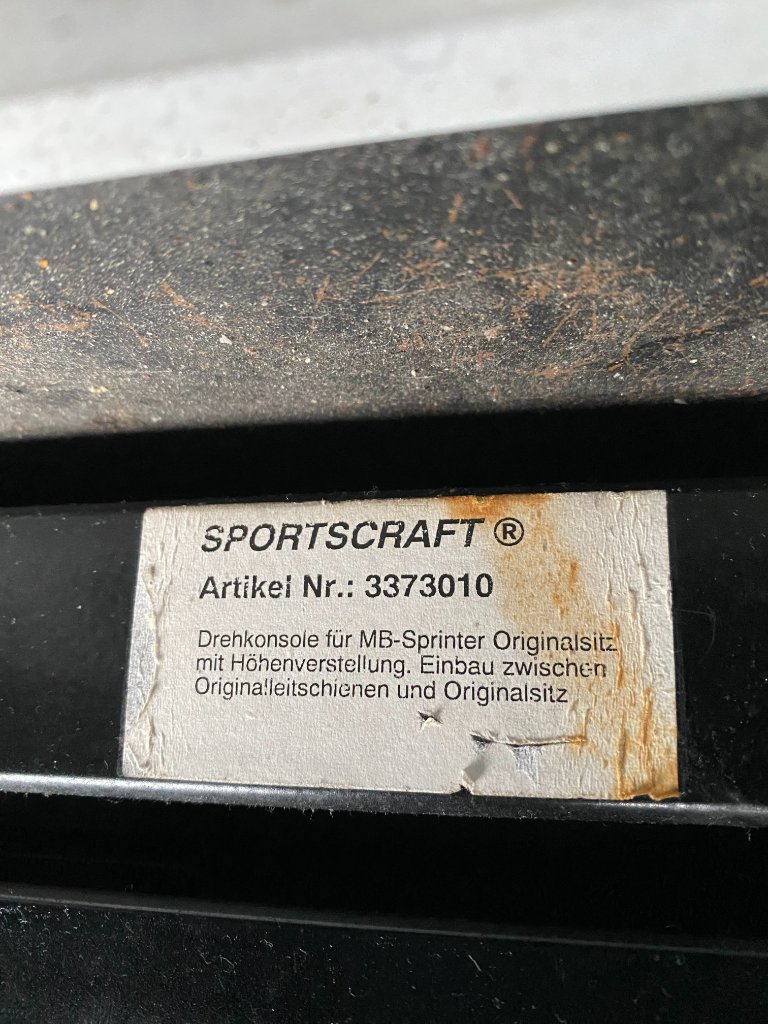 SPORTSCRAFT ®
Artikel Nr.: 3373010
Drehkonsole für MB-Sprinter Originalsitz
mit Höhenverstellung. Einbau zwischen
Originalleitschienen und Originalsitz